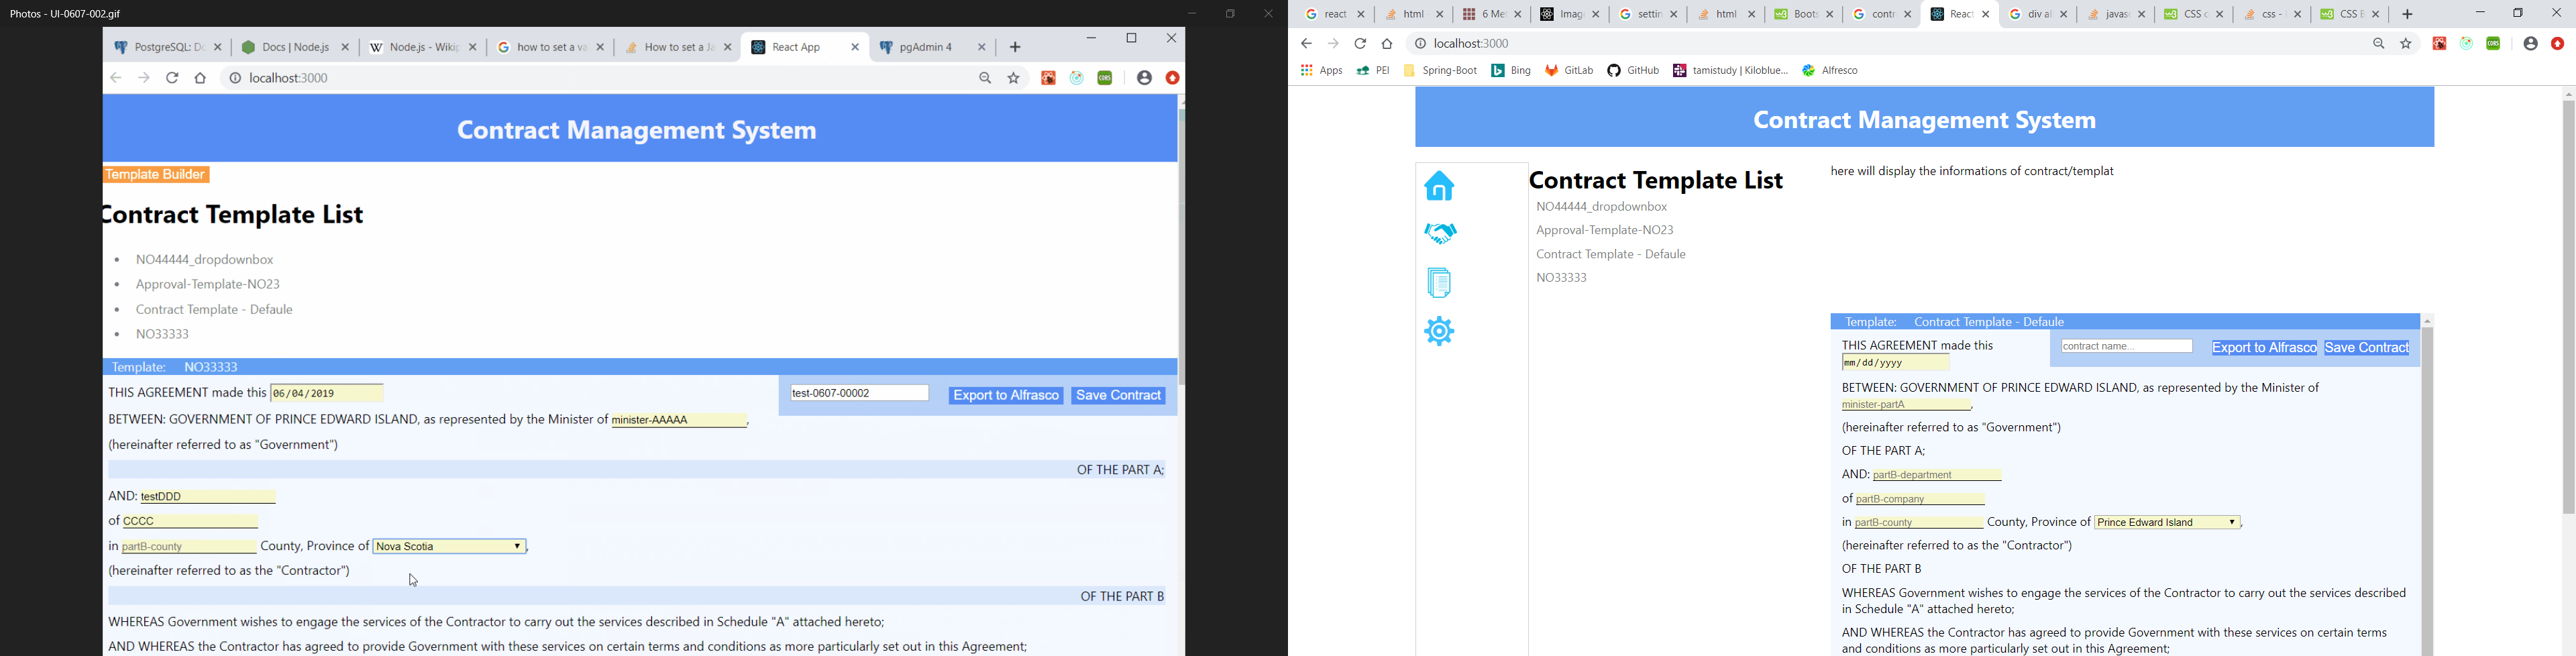 Photos - UI-0607-002.gif
PostgreSQL: Do
Docs | Node.js
Node.js - Wikip
how to set a va
How to set a Ja
React App
pgAdmin 4
localhost:3000
CORS
Contract Management System
Template Builder
Contract Template List
NO44444_dropdownbox
Approval-Template-NO23
Contract Template - Defaule
NO33333
Template: NO33333
THIS AGREEMENT made this 06/04/2019
test-0607-00002
Export to Alfrasco
Save Contract
BETWEEN: GOVERNMENT OF PRINCE EDWARD ISLAND, as represented by the Minister of minister-AAAAA,
(hereinafter referred to as "Government")
OF THE PART A;
AND: testDDD
of CCCC
in partB-county County, Province of Nova Scotia,
(hereinafter referred to as the "Contractor")
OF THE PART B
WHEREAS Government wishes to engage the services of the Contractor to carry out the services described in Schedule "A" attached hereto;
AND WHEREAS the Contractor has agreed to provide Government with these services on certain terms and conditions as more particularly set out in this Agreement;
react
html
6 Me
Imag
settin
html
Boots
contr
React
div al
javas
CSS c
css -
CSS B
localhost:3000
CORS
Apps
PEI
Spring-Boot
Bing
GitLab
GitHub
tamistudy | Kiloblue...
Alfresco
Contract Management System
Contract Template List
NO44444_dropdownbox
Approval-Template-NO23
Contract Template - Defaule
NO33333
here will display the informations of contract/templat
Template: Contract Template - Defaule
THIS AGREEMENT made this
mm/dd/yyyy
contract name...
Export to Alfrasco
Save Contract
BETWEEN: GOVERNMENT OF PRINCE EDWARD ISLAND, as represented by the Minister of
minister-partA,
(hereinafter referred to as "Government")
OF THE PART A;
AND: partB-department
of partB-company
in partB-county County, Province of Prince Edward Island,
(hereinafter referred to as the "Contractor")
OF THE PART B
WHEREAS Government wishes to engage the services of the Contractor to carry out the services described
in Schedule "A" attached hereto;
AND WHEREAS the Contractor has agreed to provide Government with these services on certain terms
and conditions as more particularly set out in this Agreement;